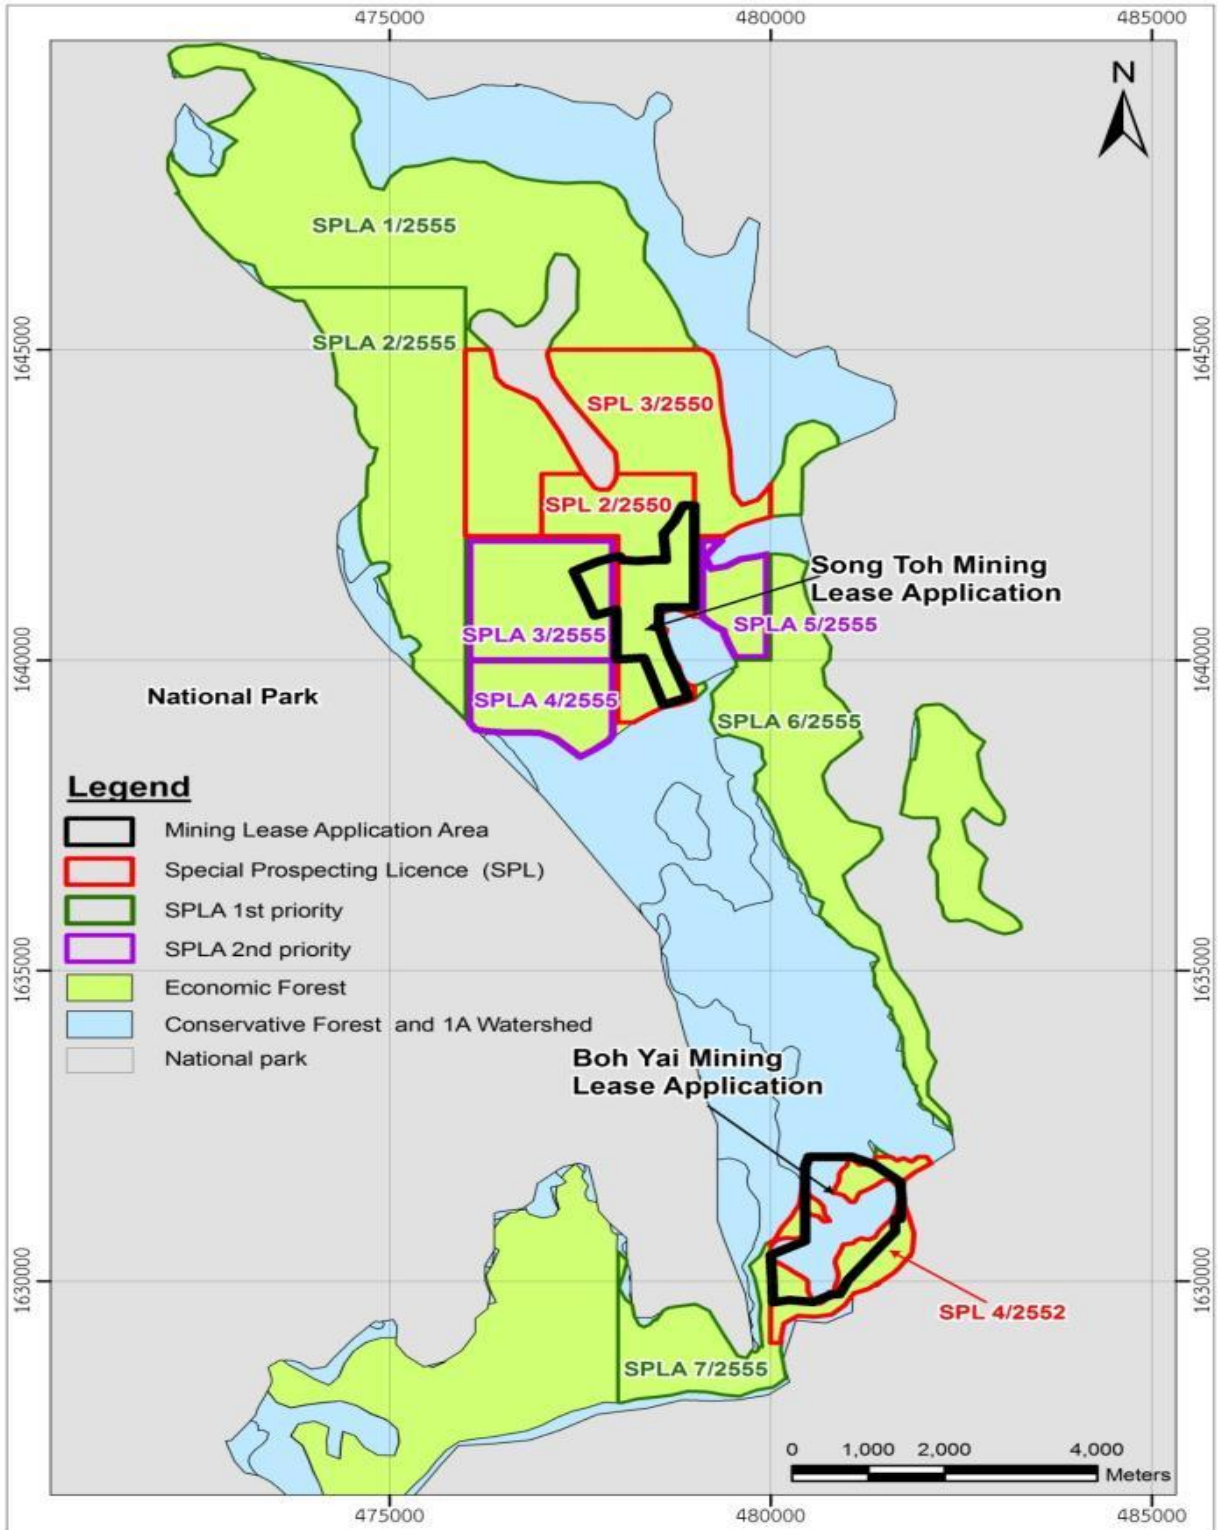 475000
480000
485000
N
SPLA 1/2555
SPLA 2/2555
1645000
1645000
SPL 3/2550
SPL 2/2550
Song Toh Mining
Lease Application
SPLA 3/2555
SPLA 5/2555
1640000
1640000
National Park
SPLA 4/2555
SPLA 6/2555
Legend
Mining Lease Application Area
Special Prospecting Licence (SPL)
SPLA 1st priority
SPLA 2nd priority
1635000
1635000
Economic Forest
Conservative Forest and 1A Watershed
National park
Boh Yai Mining
Lease Application
1630000
1630000
SPL 4/2552
SPLA 7/2555
0 1,000 2,000 4,000
Meters
475000
480000
485000